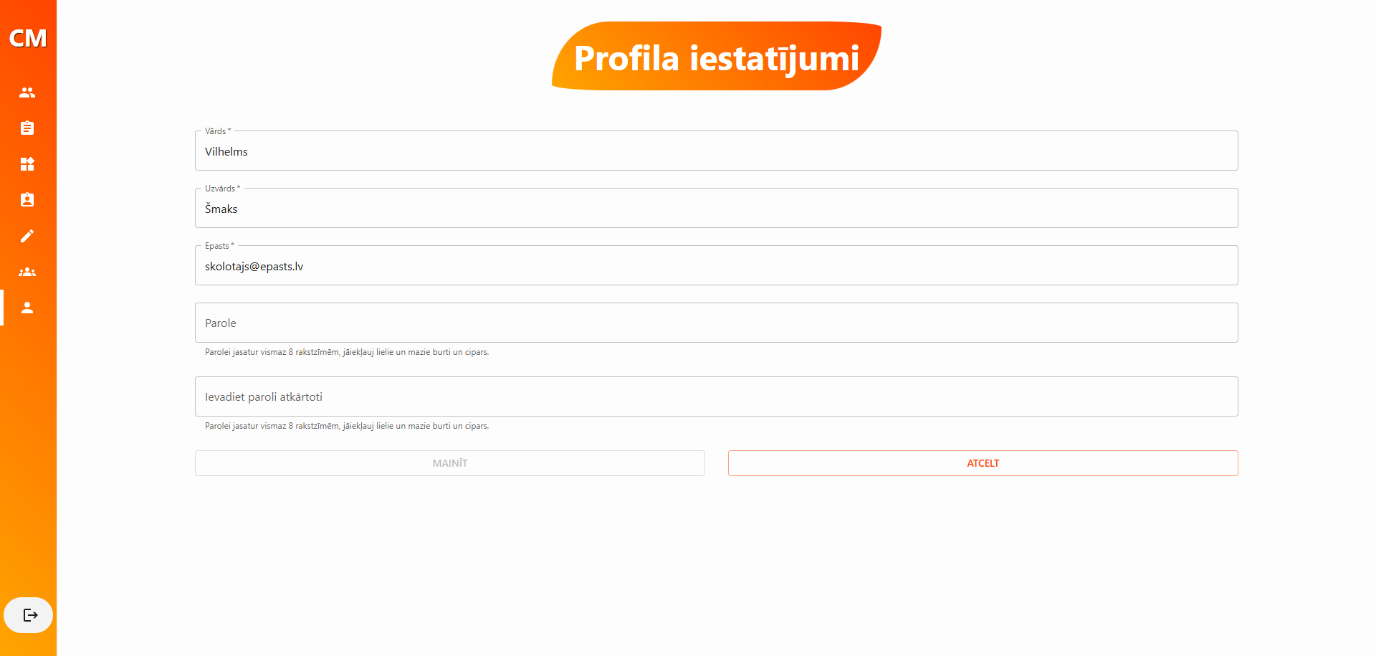 CM
Profila iestatījumi
Vārds *
Vilhelms
Uzvārds *
Šmaks
Epasts *
skolotajs@epasts.lv
Parole
Parolei jasatur vismaz 8 rakstzīmēm, jāiekļauj lielie un mazie burti un cipars.
Ievadiet paroli atkārtoti
Parolei jasatur vismaz 8 rakstzīmēm, jāiekļauj lielie un mazie burti un cipars.
MAINĪT
ATCELT